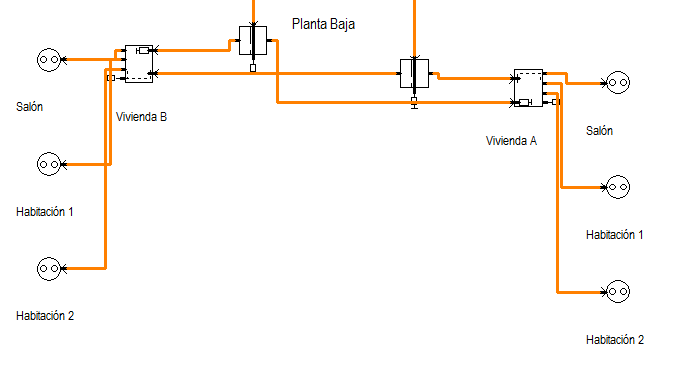 Planta Baja
Salón
Vivienda B
Salón
Vivienda A
Habitación 1
Habitación 1
Habitación 2
Habitación 2